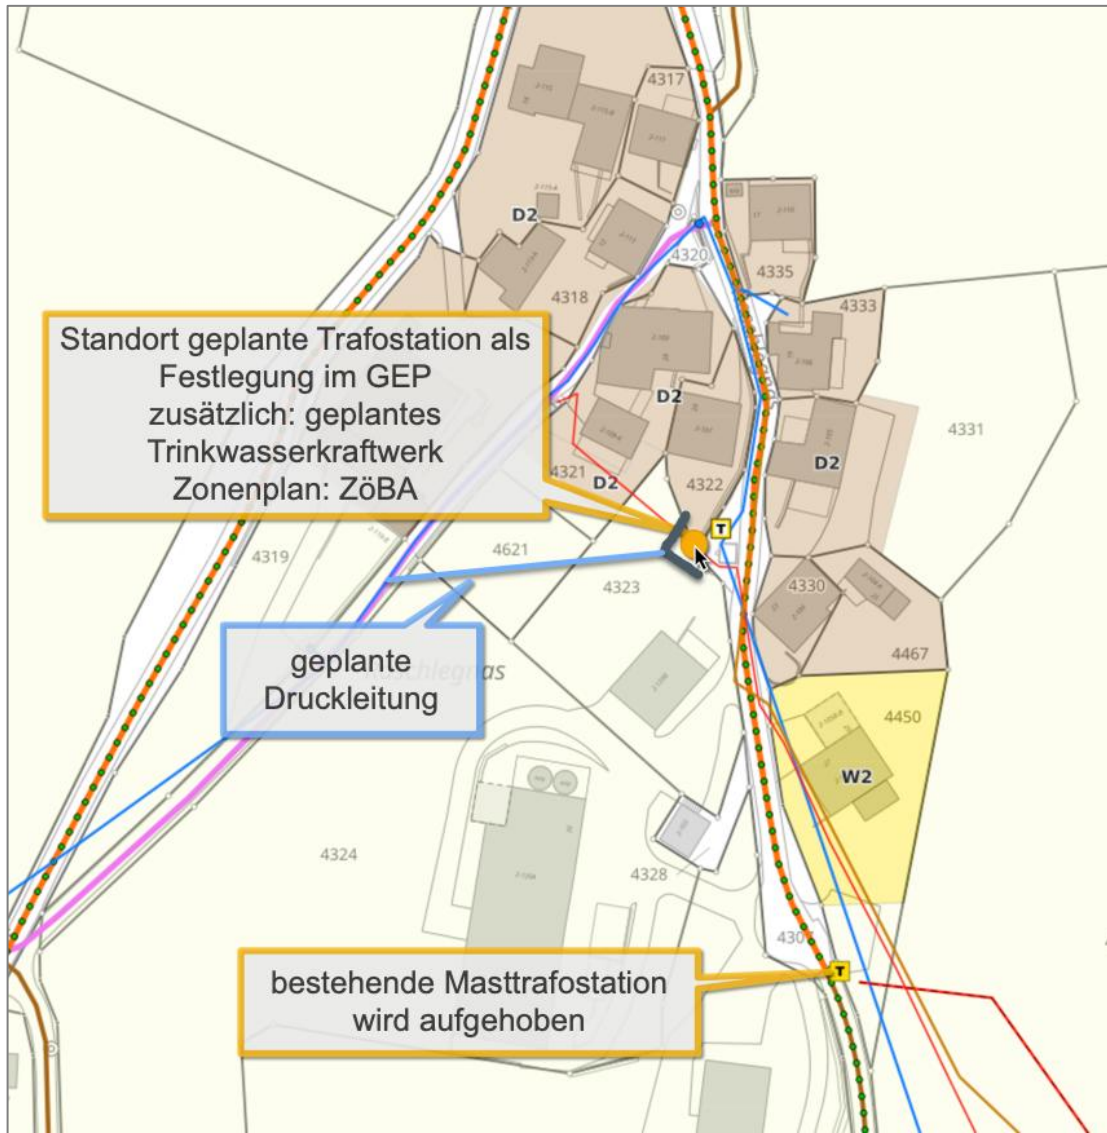 4317
D2
4320
4335
4318
4333
Standort geplante Trafostation als
Festlegung im GEP
zusätzlich: geplantes
Trinkwasserkraftwerk
Zonenplan: ZöBA
D2
4331
4321
D2
4322
D2
T
4319
4621
4323
4330
geplante
Druckleitung
4467
4450
W2
4324
4328
bestehende Masttrafostation
wird aufgehoben
T